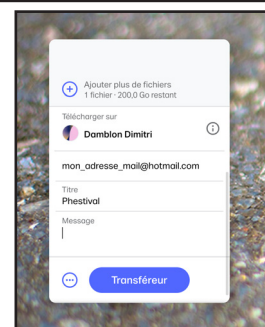 Ajouter plus de fichiers
1 fichier · 200,0 Go restant
Télécharger sur
Damblon Dimitri
mon_adresse_mail@hotmail.com
Titre
Phestival
Message
Transféreur